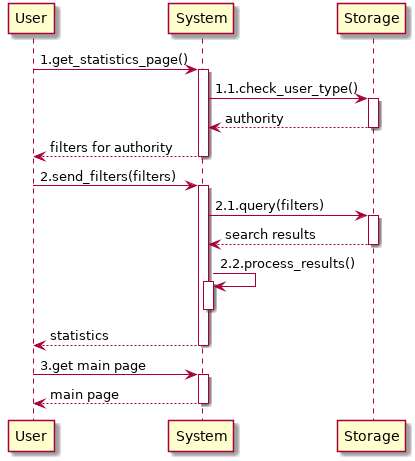 User
System
Storage
1.get_statistics_page()
1.1.check_user_type()
authority
filters for authority
2.send_filters(filters)
2.1.query(filters)
search results
2.2.process_results()
statistics
3.get main page
main page
User
System
Storage